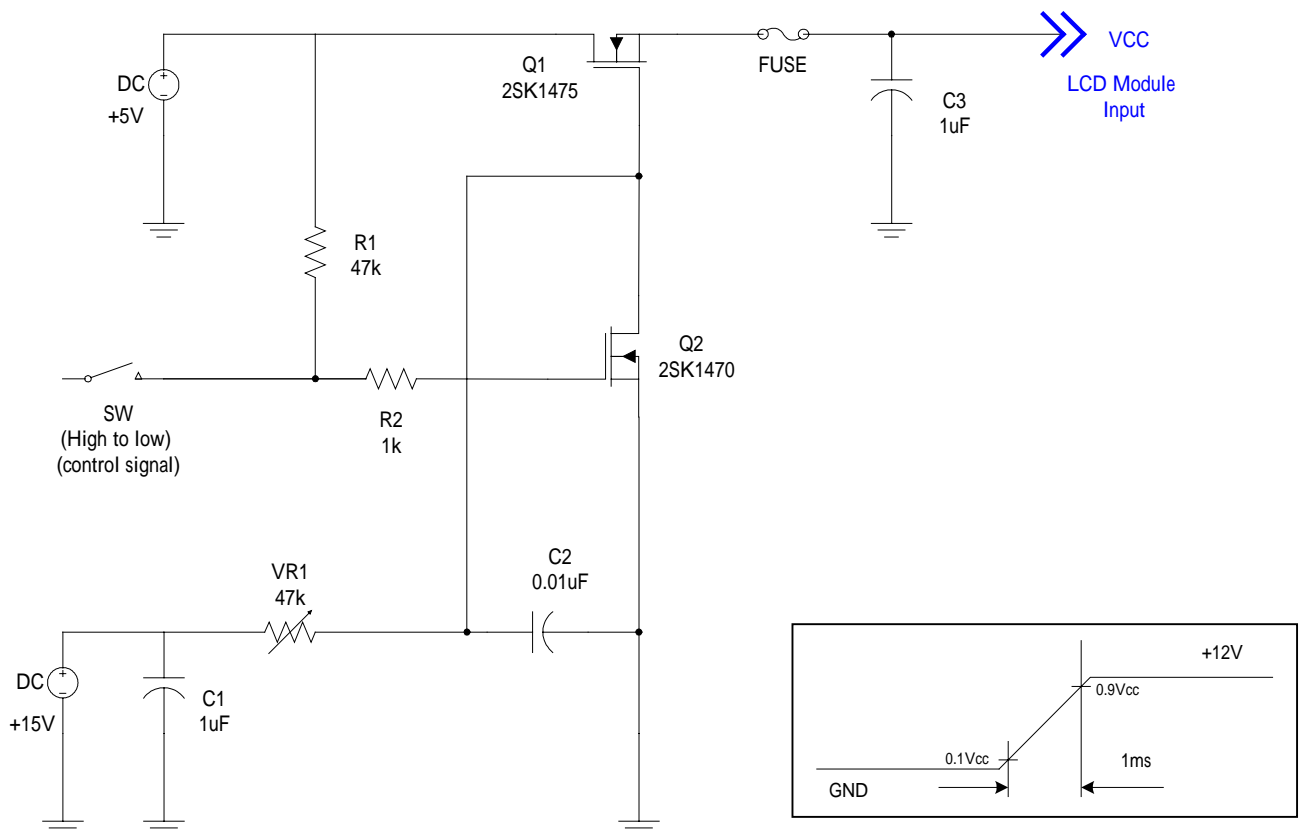 DC
+5V
Q1
2SK1475
FUSE
VCC
LCD Module
Input
C3
1uF
R1
47k
Q2
2SK1470
SW
(High to low)
(control signal)
R2
1k
C2
0.01uF
VR1
47k
DC
+15V
C1
1uF
+12V
0.9Vcc
0.1Vcc
1ms
GND